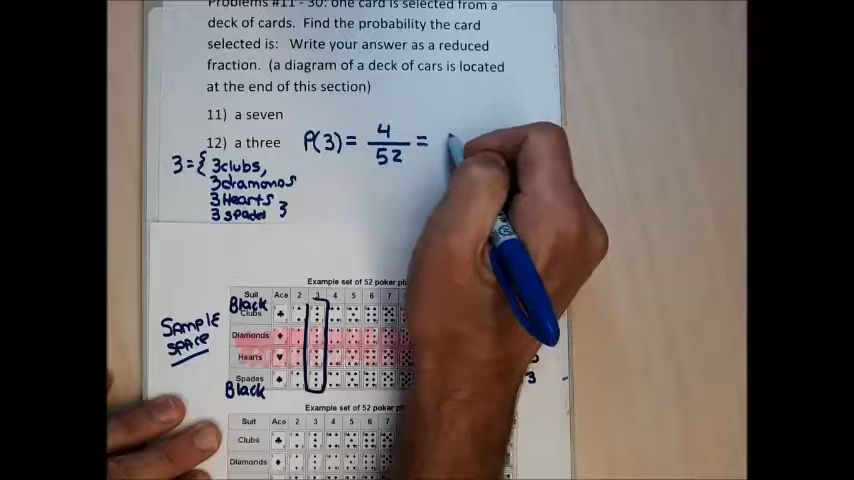 Problems #11 - 30: one card is selected from a
deck of cards. Find the probability the card
selected is: Write your answer as a reduced
fraction. (a diagram of a deck of cars is located
at the end of this section)
11) a seven
12) a three P(3) = 4/52 =
3 = { 3clubs,
3diamonds
3Hearts
3 spades }
Example set of 52 poker pl
Suit Ace 2 3 4 5 6 7
Black
Clubs
Diamonds
Hearts
Spades
Black
SAMPLE
SPACE
3
Example set of 52 poker p
Suit Ace 2 3 4 5 6 7
Clubs
Diamonds